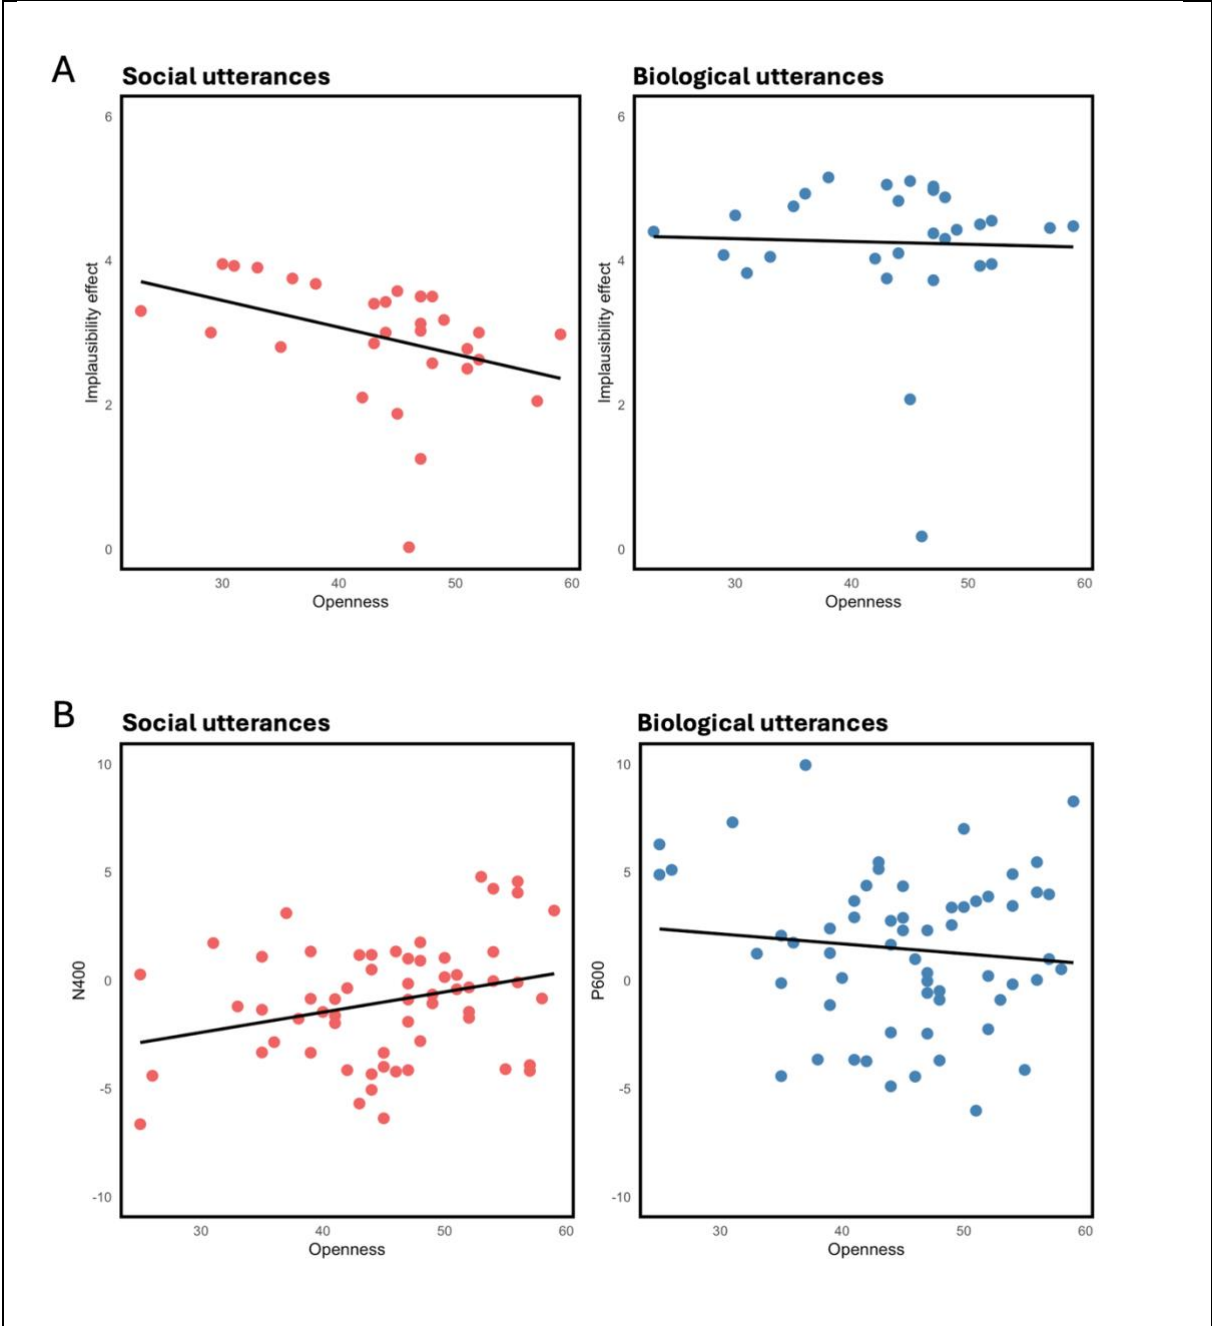 A
Social utterances
Biological utterances
6
4
2
0
Implausibility effect
30 40 50 60
Openness
6
4
2
0
Implausibility effect
30 40 50 60
Openness
B
Social utterances
Biological utterances
10
5
0
-5
-10
N400
30 40 50 60
Openness
10
5
0
-5
-10
P600
30 40 50 60
Openness